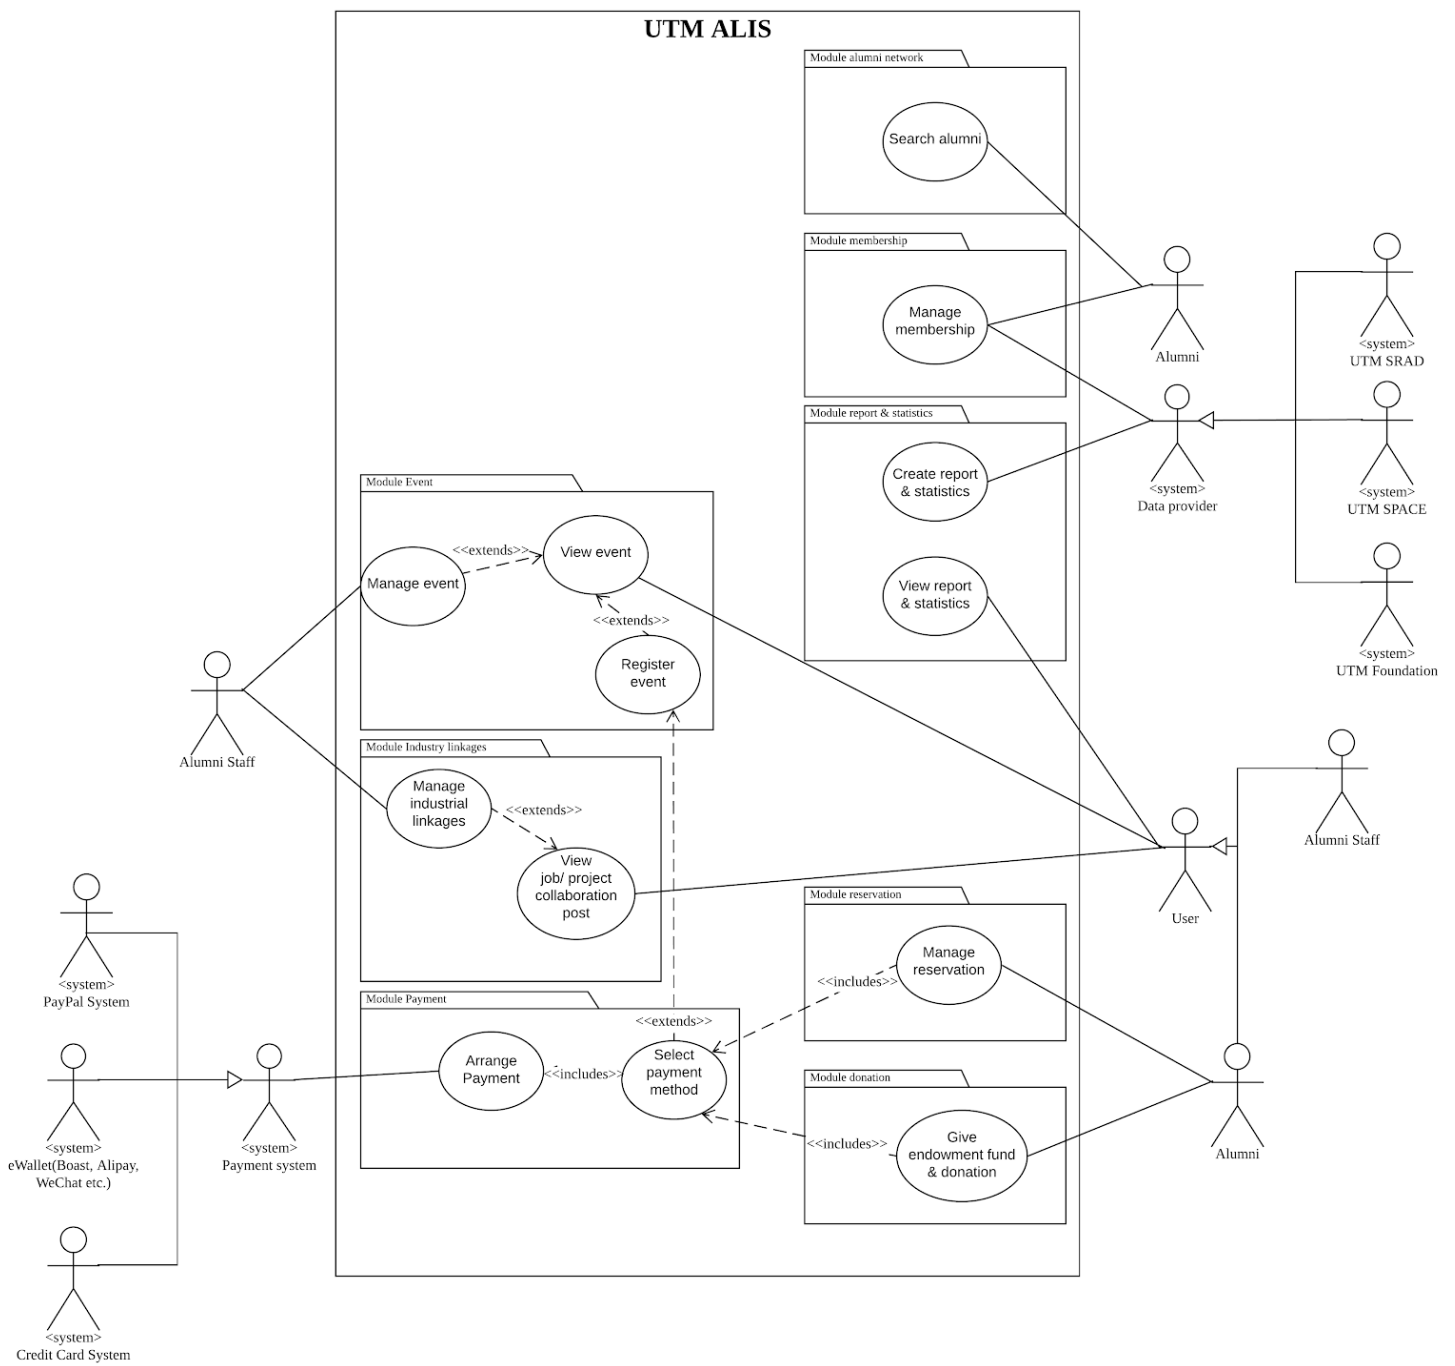 UTM ALIS
Module alumni network
Search alumni
Module membership
Manage
membership
Alumni
<system>
UTM SRAD
Module report & statistics
Create report
& statistics
<system>
Data provider
<system>
UTM SPACE
View report
& statistics
<system>
UTM Foundation
Module Event
<<extends>>
View event
Manage event
<<extends>>
Register
event
Alumni Staff
Module Industry linkages
Manage
industrial
linkages
<<extends>>
View
job/ project
collaboration
post
Alumni Staff
User
Module reservation
Manage
reservation
<<includes>>
<system>
PayPal System
Module Payment
<<extends>>
Arrange
Payment
<<includes>>
Select
payment
method
Module donation
<<includes>>
Give
endowment fund
& donation
Alumni
<system>
eWallet(Boast, Alipay,
WeChat etc.)
<system>
Payment system
<system>
Credit Card System